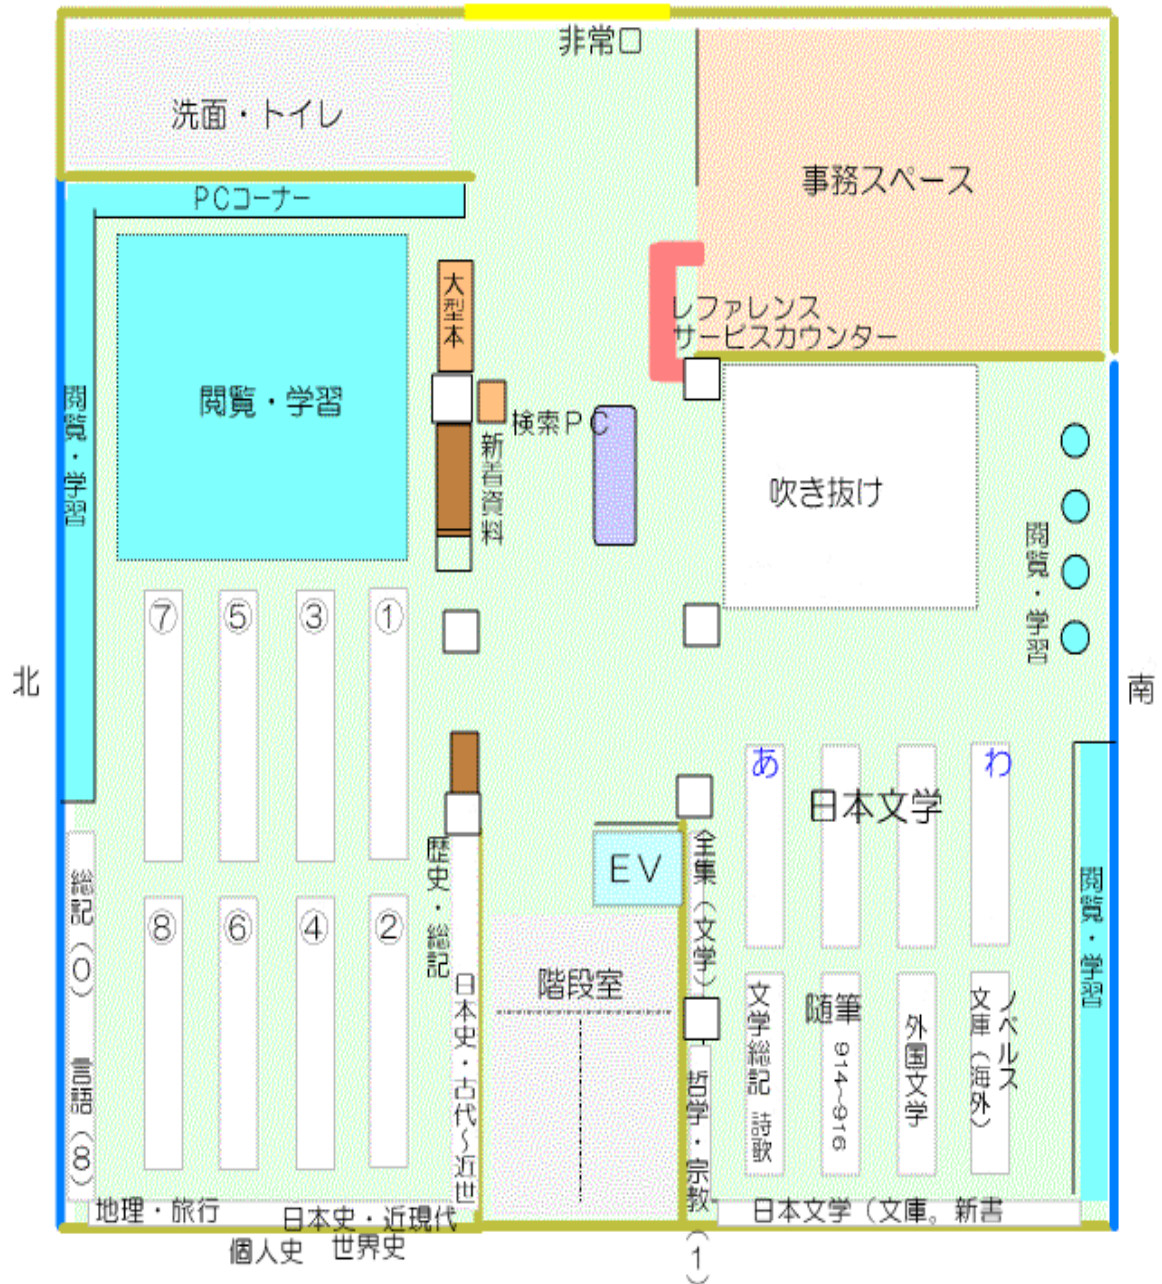 非常口
洗面・トイレ
事務スペース
PCコーナー
大型本
レファレンス
サービスカウンター
閲覧・学習
閲覧・学習
検索PC
新着資料
吹き抜け
閲覧・学習
⑦
⑤
③
①
北
南
あ
わ
日本文学
EV
全集(文学)
歴史・総記
総記(0)
言語(8)
閲覧・学習
⑧
⑥
④
②
階段室
日本史・古代～近世
文学総記 詩歌
随筆
914～916
外国文学
ノベルス
文庫(海外)
哲学・宗教(1)
地理・旅行
日本史・近現代
個人史
世界史
日本文学(文庫。新書